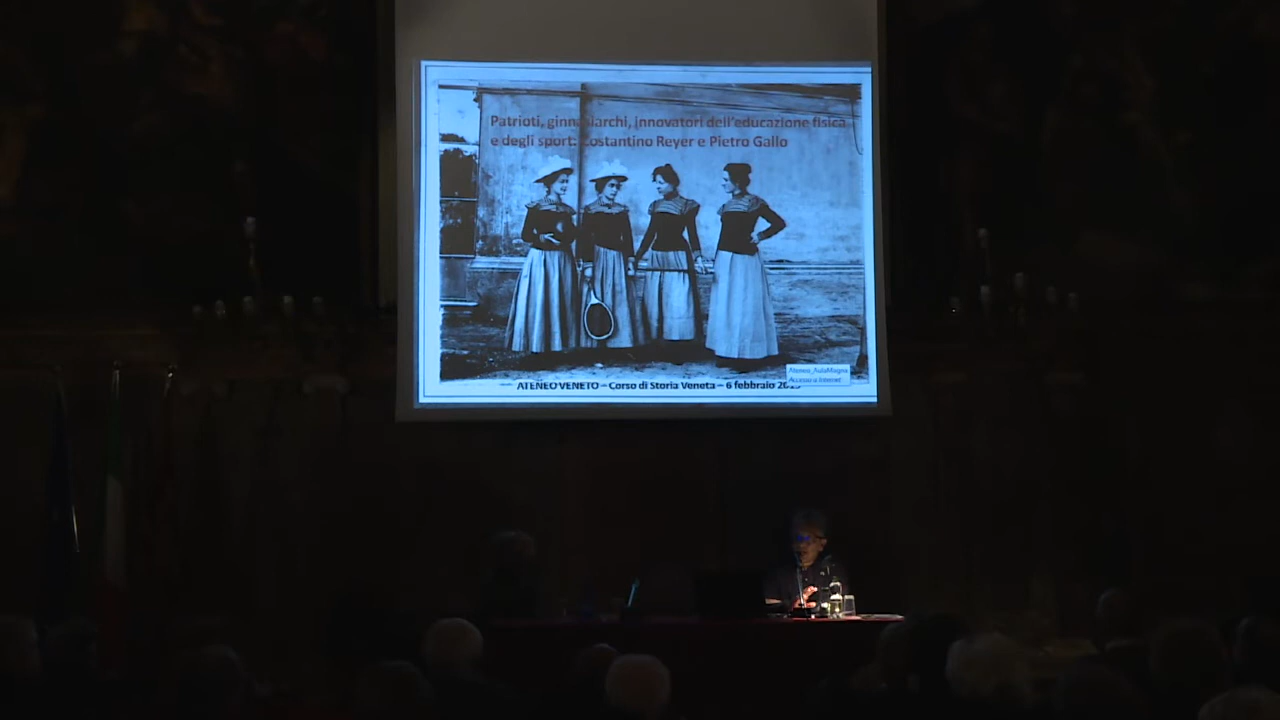 Patrioti, ginnasiarchi, innovatori dell'educazione fisica
e degli sport: Costantino Reyer e Pietro Gallo
Ateneo_AulaMagna
Accesso a Internet
ATENEO VENETO – Corso di Storia Veneta – 6 febbraio